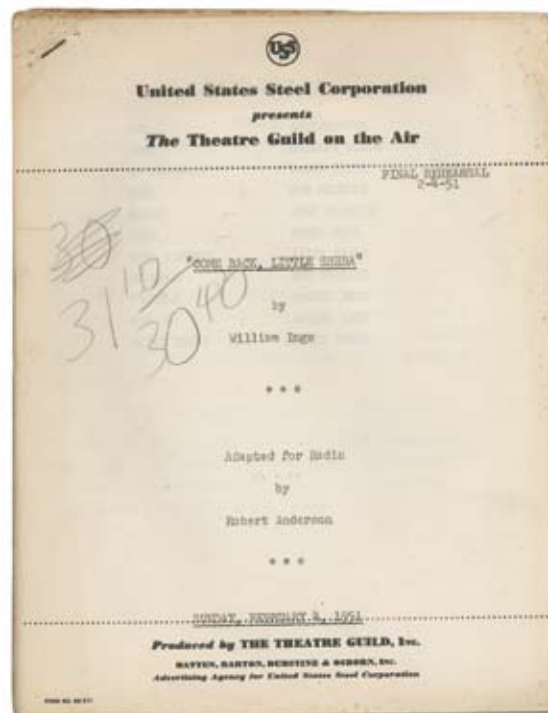 USS
United States Steel Corporation
presents
The Theatre Guild on the Air
FINAL REHEARSAL
2-4-51
30
31 10
30 40
"COME BACK, LITTLE SHEBA"
by
William Inge
* * *
Adapted for Radio
by
Robert Anderson
* * *
SUNDAY, FEBRUARY 4, 1951
Produced by THE THEATRE GUILD, Inc.
BATTEN, BARTON, DURSTINE & OSBORN, INC.
Advertising Agency for United States Steel Corporation